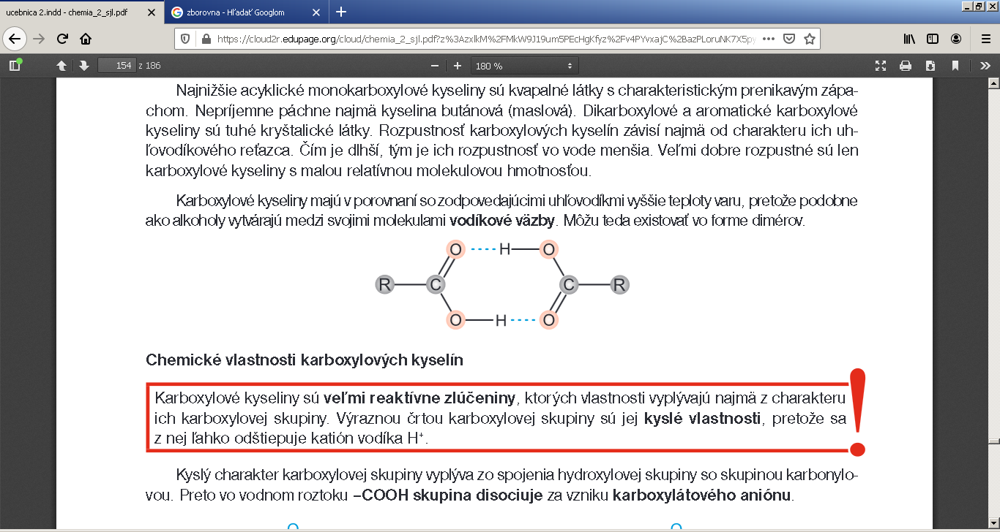 ucebnica 2.indd - chemia_2_sjl.pdf
zborovna - Hľadať Googlom
https://cloud2r.edupage.org/cloud/chemia_2_sjl.pdf?z%3AzxlkM%2FMkW9J19um5PEcHgKfyz%2Fv4PYvxajC%2BazPLoruNK7X5py
154 z 186
180 %
Najnižšie acyklické monokarboxylové kyseliny sú kvapalné látky s charakteristickým prenikavým zápa-
chom. Nepríjemne páchne najmä kyselina butánová (maslová). Dikarboxylové a aromatické karboxylové
kyseliny sú tuhé kryštalické látky. Rozpustnosť karboxylových kyselín závisí najmä od charakteru ich uh-
ľovodíkového reťazca. Čím je dlhší, tým je ich rozpustnosť vo vode menšia. Veľmi dobre rozpustné sú len
karboxylové kyseliny s malou relatívnou molekulovou hmotnosťou.
Karboxylové kyseliny majú v porovnaní so zodpovedajúcimi uhľovodíkmi vyššie teploty varu, pretože podobne
ako alkoholy vytvárajú medzi svojimi molekulami vodíkové väzby. Môžu teda existovať vo forme dimérov.
O H O
R C C R
O H O
Chemické vlastnosti karboxylových kyselín
Karboxylové kyseliny sú veľmi reaktívne zlúčeniny, ktorých vlastnosti vyplývajú najmä z charakteru
ich karboxylovej skupiny. Výraznou črtou karboxylovej skupiny sú jej kyslé vlastnosti, pretože sa
z nej ľahko odštiepuje katión vodíka H⁺.
!
Kyslý charakter karboxylovej skupiny vyplýva zo spojenia hydroxylovej skupiny so skupinou karbonylo-
vou. Preto vo vodnom roztoku –COOH skupina disociuje za vzniku karboxylátového aniónu.